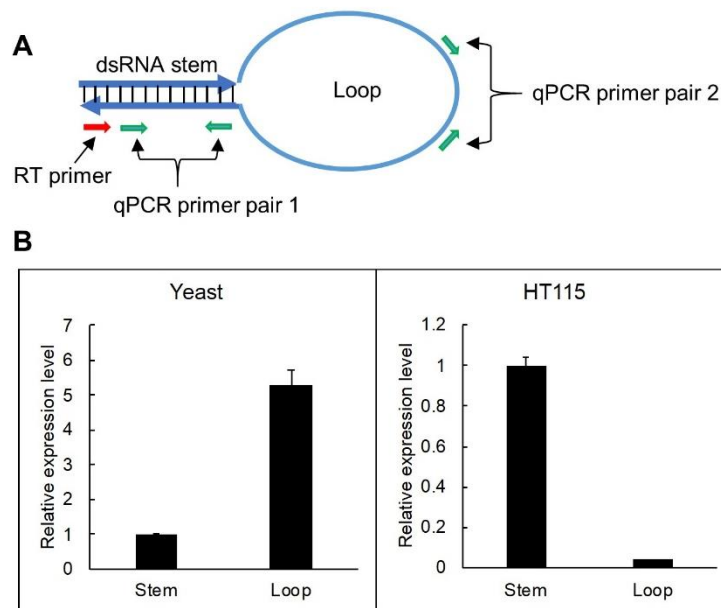 A
dsRNA stem
Loop
qPCR primer pair 2
RT primer
qPCR primer pair 1
B
Yeast
Relative expression level
7
6
5
4
3
2
1
0
Stem Loop
HT115
Relative expression level
1.2
1
0.8
0.6
0.4
0.2
0
Stem Loop